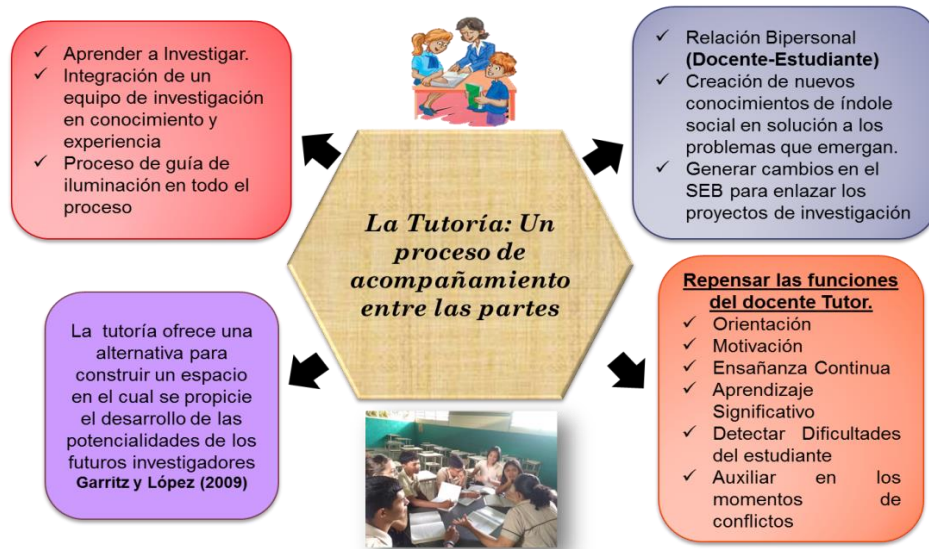 ✓ Aprender a Investigar.
✓ Integración de un
equipo de investigación
en conocimiento y
experiencia
✓ Proceso de guía de
iluminación en todo el
proceso
✓ Relación Bipersonal
(Docente-Estudiante)
✓ Creación de nuevos
conocimientos de índole
social en solución a los
problemas que emergan.
✓ Generar cambios en el
SEB para enlazar los
proyectos de investigación
La Tutoría: Un
proceso de
acompañamiento
entre las partes
La tutoría ofrece una
alternativa para
construir un espacio
en el cual se propicie
el desarrollo de las
potencialidades de los
futuros investigadores
Garritz y López (2009)
Repensar las funciones
del docente Tutor.
✓ Orientación
✓ Motivación
✓ Ensañanza Continua
✓ Aprendizaje
Significativo
✓ Detectar Dificultades
del estudiante
✓ Auxiliar en los
momentos de
conflictos